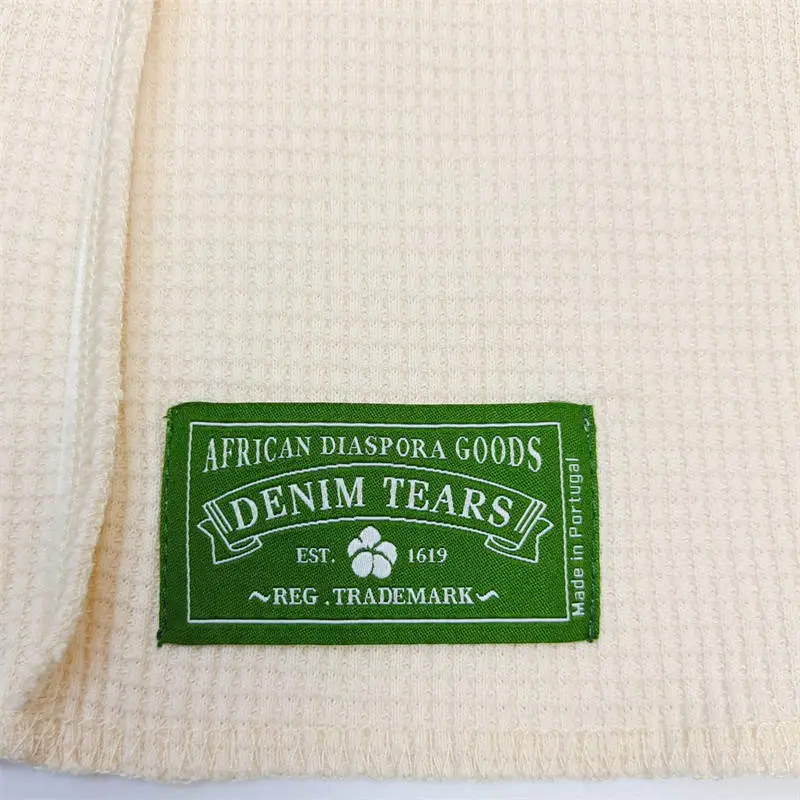 AFRICAN DIASPORA GOODS
DENIM TEARS
EST. 1619
~REG .TRADEMARK~
Made in Portugal